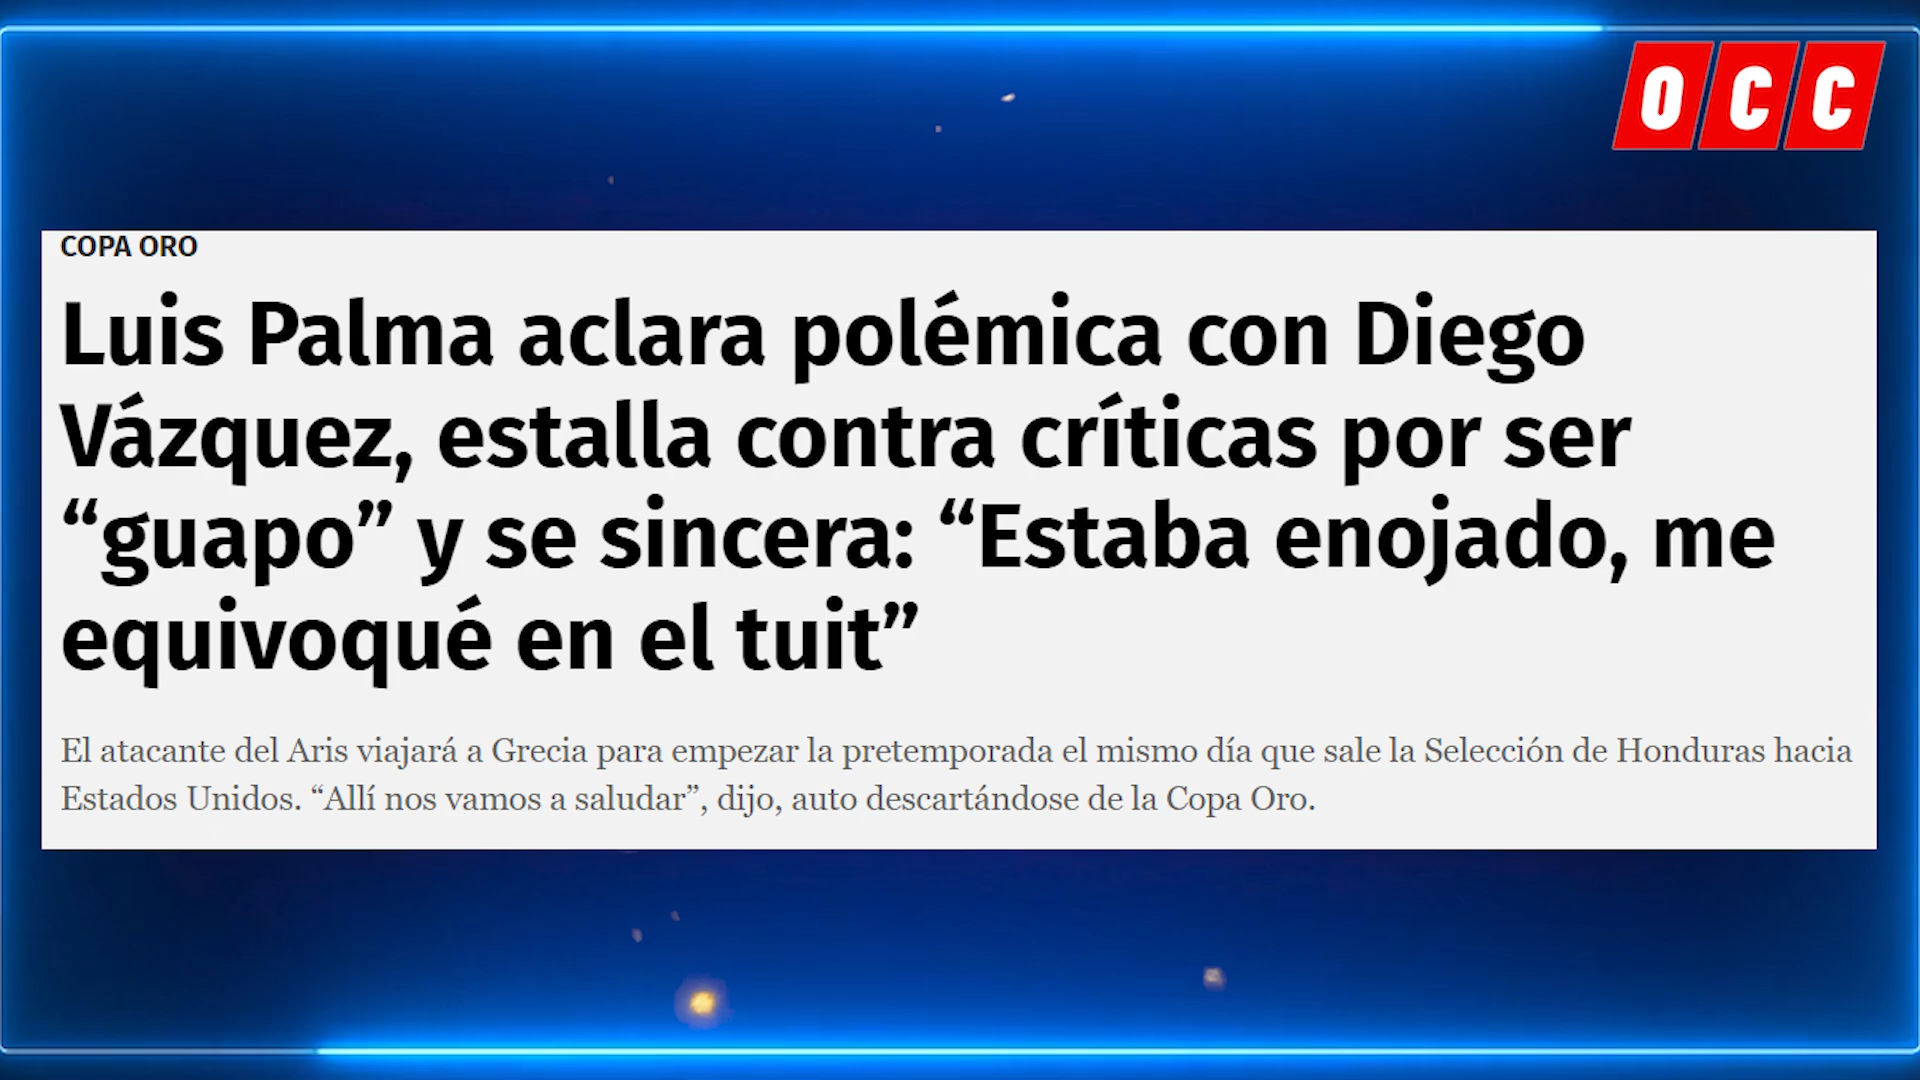 OCC
COPA ORO
Luis Palma aclara polémica con Diego
Vázquez, estalla contra críticas por ser
“guapo” y se sincera: “Estaba enojado, me
equivoqué en el tuit”
El atacante del Aris viajará a Grecia para empezar la pretemporada el mismo día que sale la Selección de Honduras hacia
Estados Unidos. “Allí nos vamos a saludar”, dijo, auto descartándose de la Copa Oro.